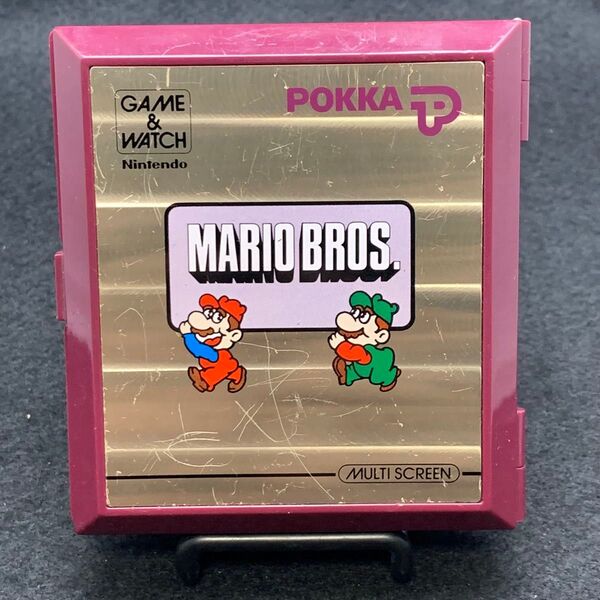 GAME
&
WATCH
Nintendo
POKKA
MARIO BROS.
MULTI SCREEN